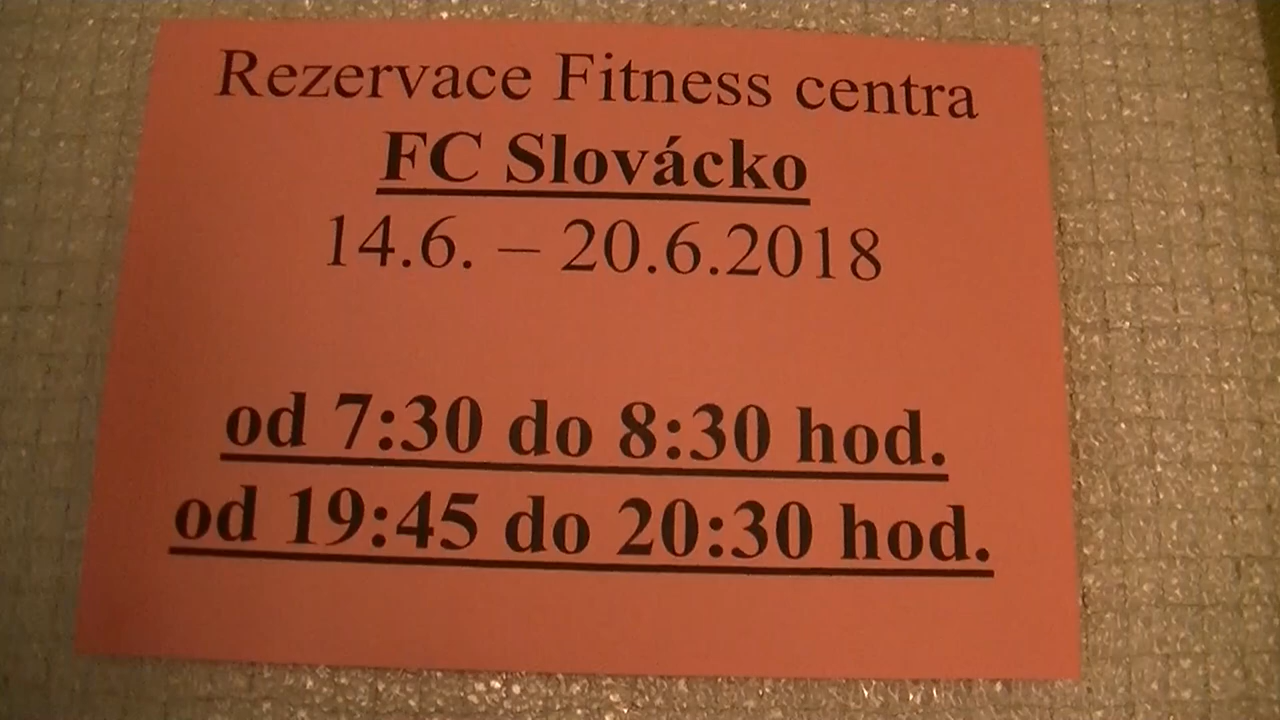 Rezervace Fitness centra
FC Slovácko
14.6. – 20.6.2018
od 7:30 do 8:30 hod.
od 19:45 do 20:30 hod.